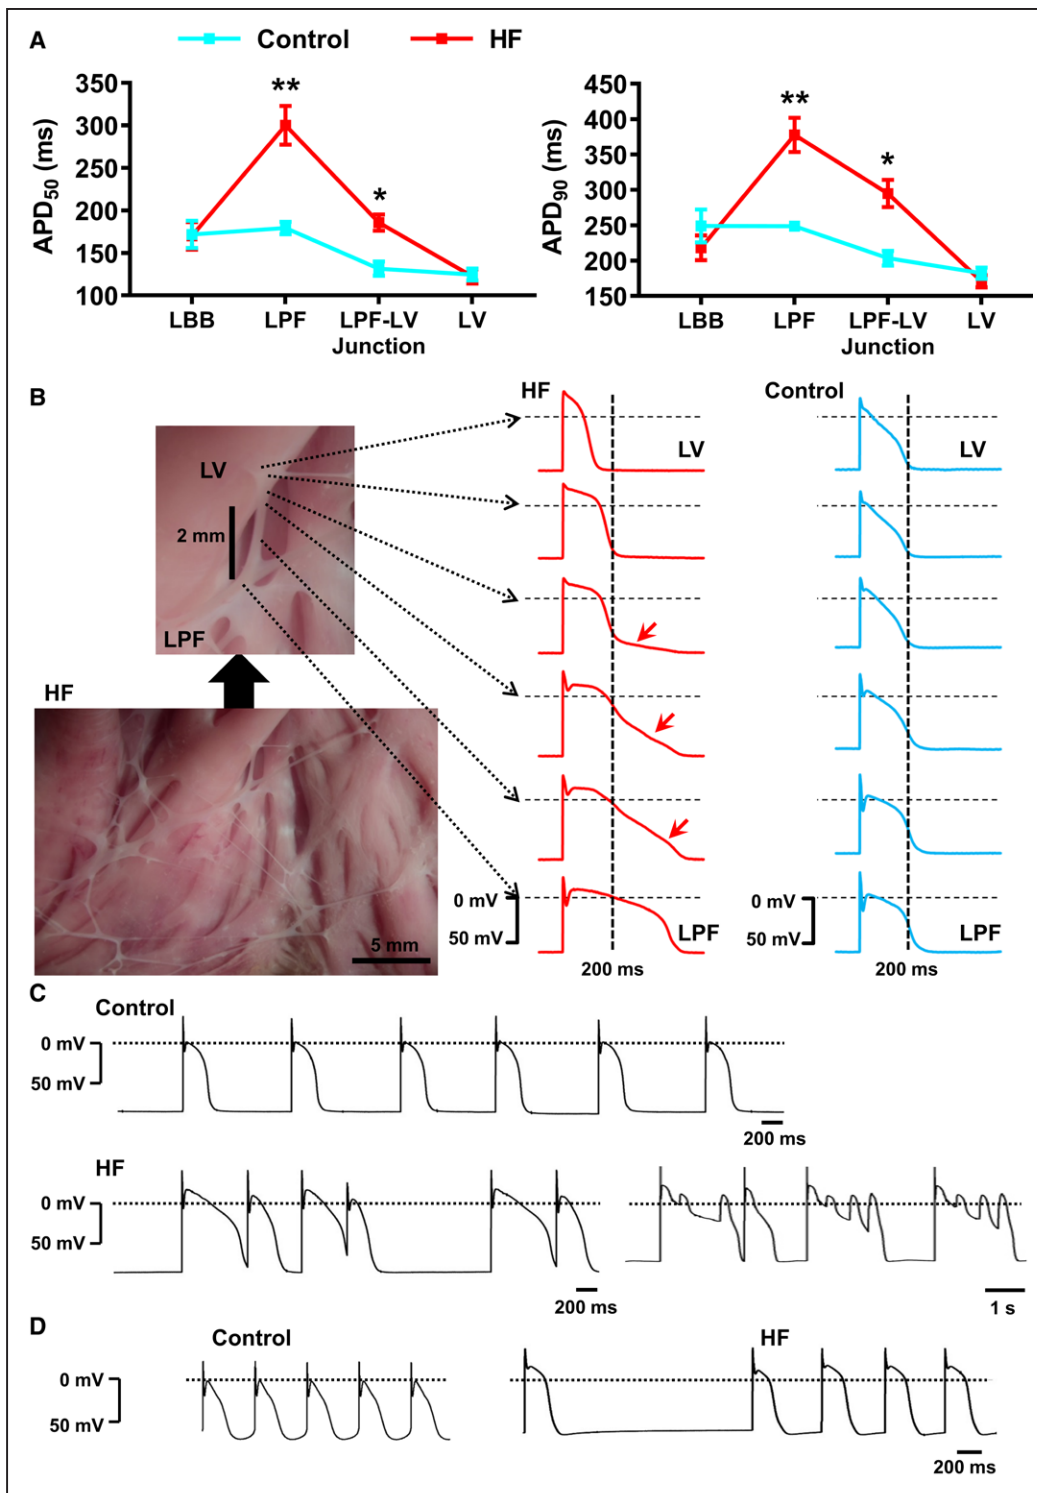 A
Control
HF
APD50 (ms)
350
300
250
200
150
100
**
*
LBB
LPF
LPF-LV
Junction
LV
APD90 (ms)
450
400
350
300
250
200
150
**
*
LBB
LPF
LPF-LV
Junction
LV
B
LV
2 mm
LPF
HF
5 mm
HF
LV
0 mV
50 mV
LPF
200 ms
Control
LV
0 mV
50 mV
LPF
200 ms
C
Control
0 mV
50 mV
200 ms
HF
0 mV
50 mV
200 ms
1 s
D
Control
HF
0 mV
50 mV
200 ms